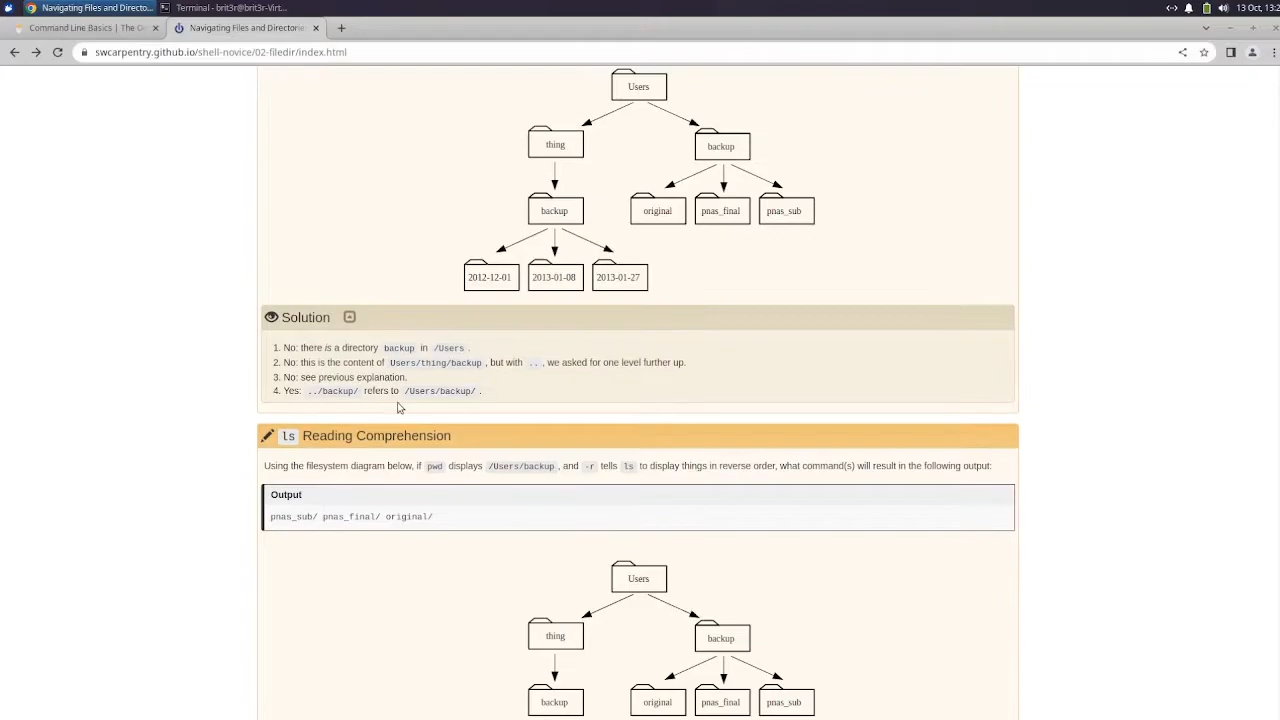 Navigating Files and Directo...
Terminal - brit3r@brit3r-Virt...
13 Oct, 13:2
Command Line Basics | The O
Navigating Files and Directorie
swcarpentry.github.io/shell-novice/02-filedir/index.html
Users
thing
backup
backup
original
pnas_final
pnas_sub
2012-12-01
2013-01-08
2013-01-27
Solution
1. No: there is a directory backup in /Users.
2. No: this is the content of Users/thing/backup, but with .., we asked for one level further up.
3. No: see previous explanation.
4. Yes: ../backup/ refers to /Users/backup/.
ls Reading Comprehension
Using the filesystem diagram below, if pwd displays /Users/backup, and -r tells ls to display things in reverse order, what command(s) will result in the following output:
Output
pnas_sub/ pnas_final/ original/
Users
thing
backup
backup
original
pnas_final
pnas_sub